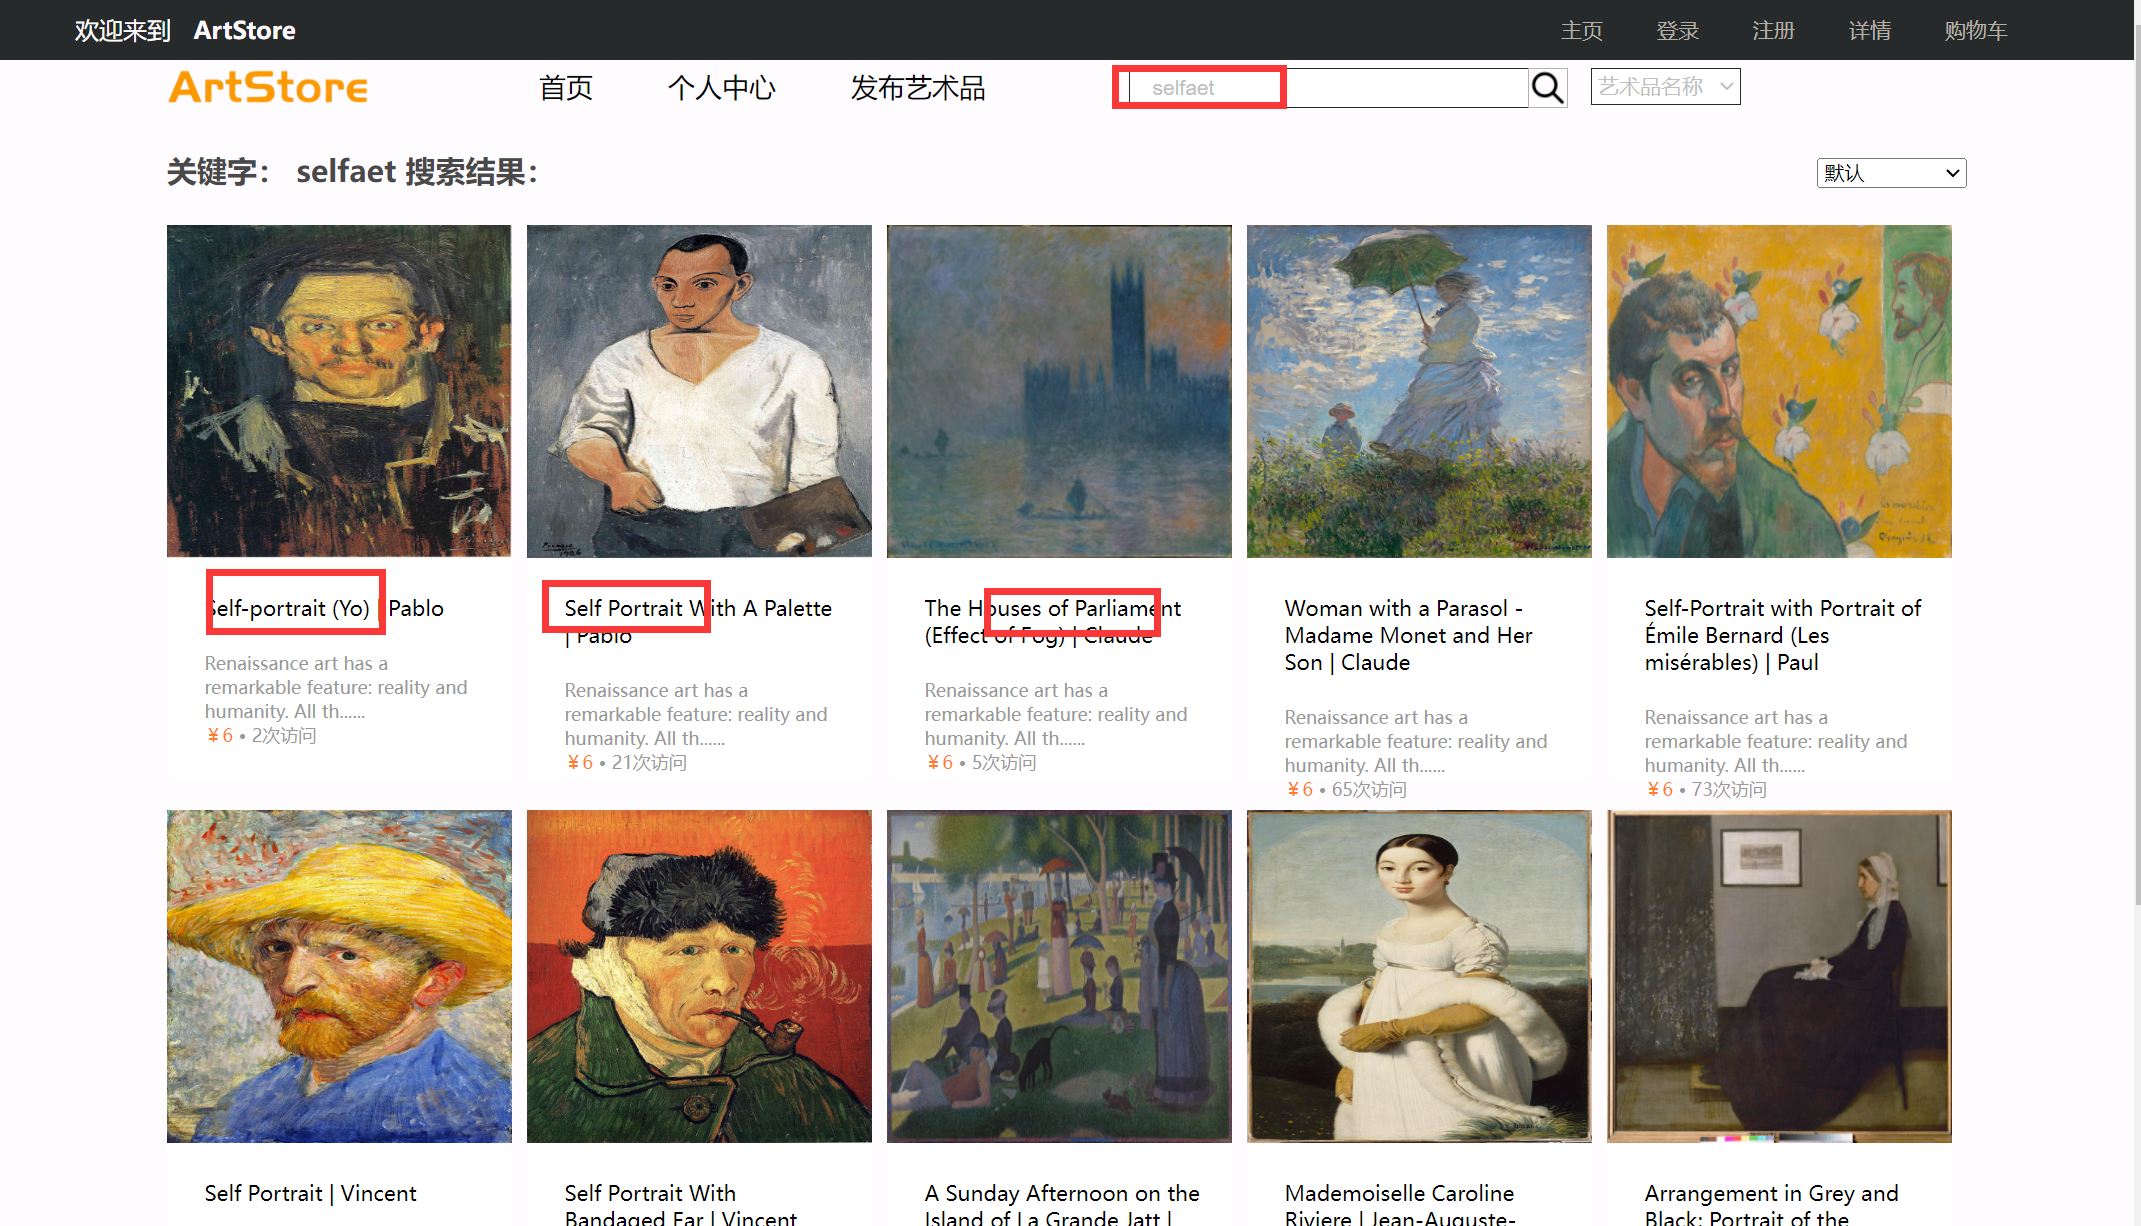 欢迎来到 ArtStore 主页 登录 注册 详情 购物车
ArtStore 首页 个人中心 发布艺术品 selfaet 艺术品名称
关键字： selfaet 搜索结果： 默认
Self-portrait (Yo) | Pablo
Renaissance art has a
remarkable feature: reality and
humanity. All th......
¥6 • 2次访问
Self Portrait With A Palette
| Pablo
Renaissance art has a
remarkable feature: reality and
humanity. All th......
¥6 • 21次访问
The Houses of Parliament
(Effect of Fog) | Claude
Renaissance art has a
remarkable feature: reality and
humanity. All th......
¥6 • 5次访问
Woman with a Parasol -
Madame Monet and Her
Son | Claude
Renaissance art has a
remarkable feature: reality and
humanity. All th......
¥6 • 65次访问
Self-Portrait with Portrait of
Émile Bernard (Les
misérables) | Paul
Renaissance art has a
remarkable feature: reality and
humanity. All th......
¥6 • 73次访问
Self Portrait | Vincent
Self Portrait With
Bandaged Ear | Vincent
A Sunday Afternoon on the
Island of La Grande Jatt |
Mademoiselle Caroline
Riviere | Jean-Auguste-
Arrangement in Grey and
Black: Portrait of the